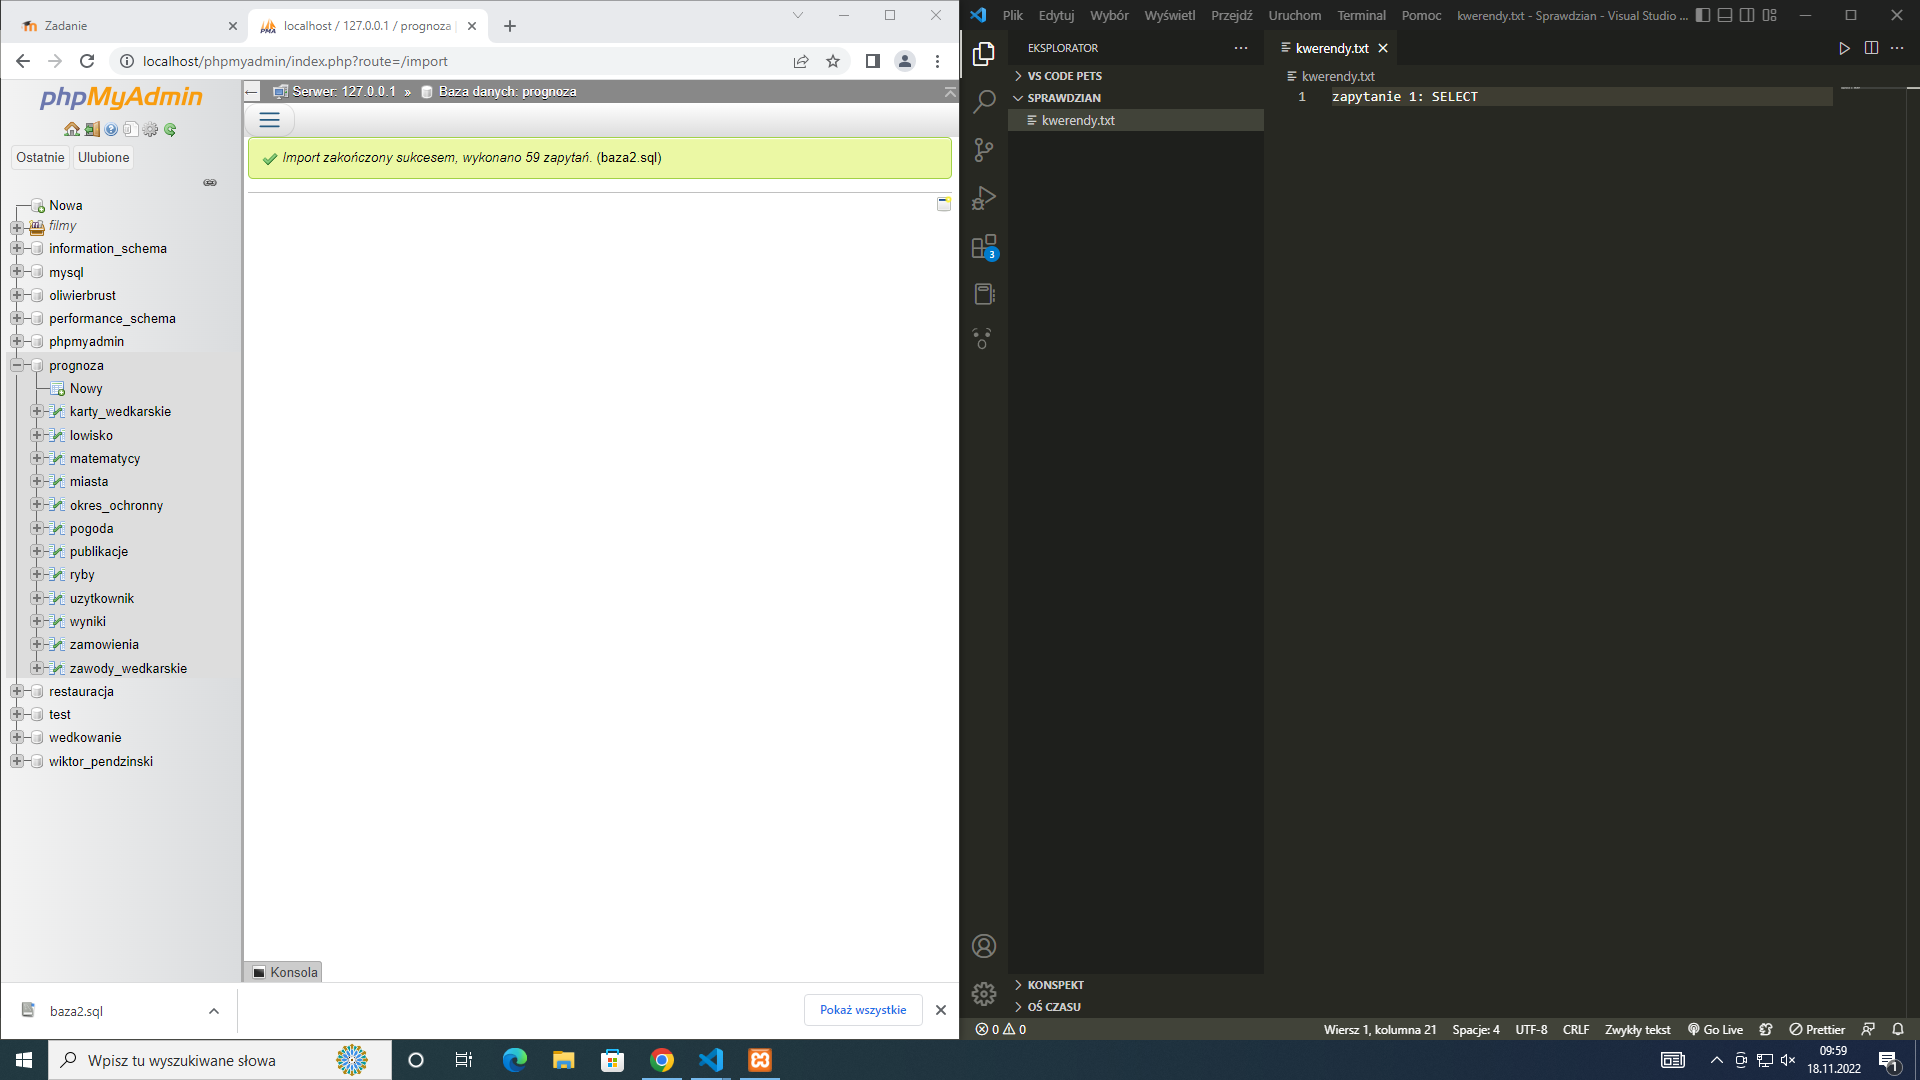 Zadanie
localhost / 127.0.0.1 / prognoza
localhost/phpmyadmin/index.php?route=/import
phpMyAdmin
Ostatnie
Ulubione
Nowa
filmy
information_schema
mysql
oliwierbrust
performance_schema
phpmyadmin
prognoza
Nowy
karty_wedkarskie
lowisko
matematycy
miasta
okres_ochronny
pogoda
publikacje
ryby
uzytkownik
wyniki
zamowienia
zawody_wedkarskie
restauracja
test
wedkowanie
wiktor_pendzinski
Serwer: 127.0.0.1 » Baza danych: prognoza
Import zakończony sukcesem, wykonano 59 zapytań. (baza2.sql)
Konsola
baza2.sql
Pokaż wszystkie
Plik Edytuj Wybór Wyświetl Przejdź Uruchom Terminal Pomoc kwerendy.txt - Sprawdzian - Visual Studio ...
EKSPLORATOR
VS CODE PETS
SPRAWDZIAN
kwerendy.txt
3
KONSPEKT
OŚ CZASU
kwerendy.txt
kwerendy.txt
1 zapytanie 1: SELECT
0 0
Wiersz 1, kolumna 21 Spacje: 4 UTF-8 CRLF Zwykły tekst Go Live Prettier
Wpisz tu wyszukiwane słowa
09:59
18.11.2022
1